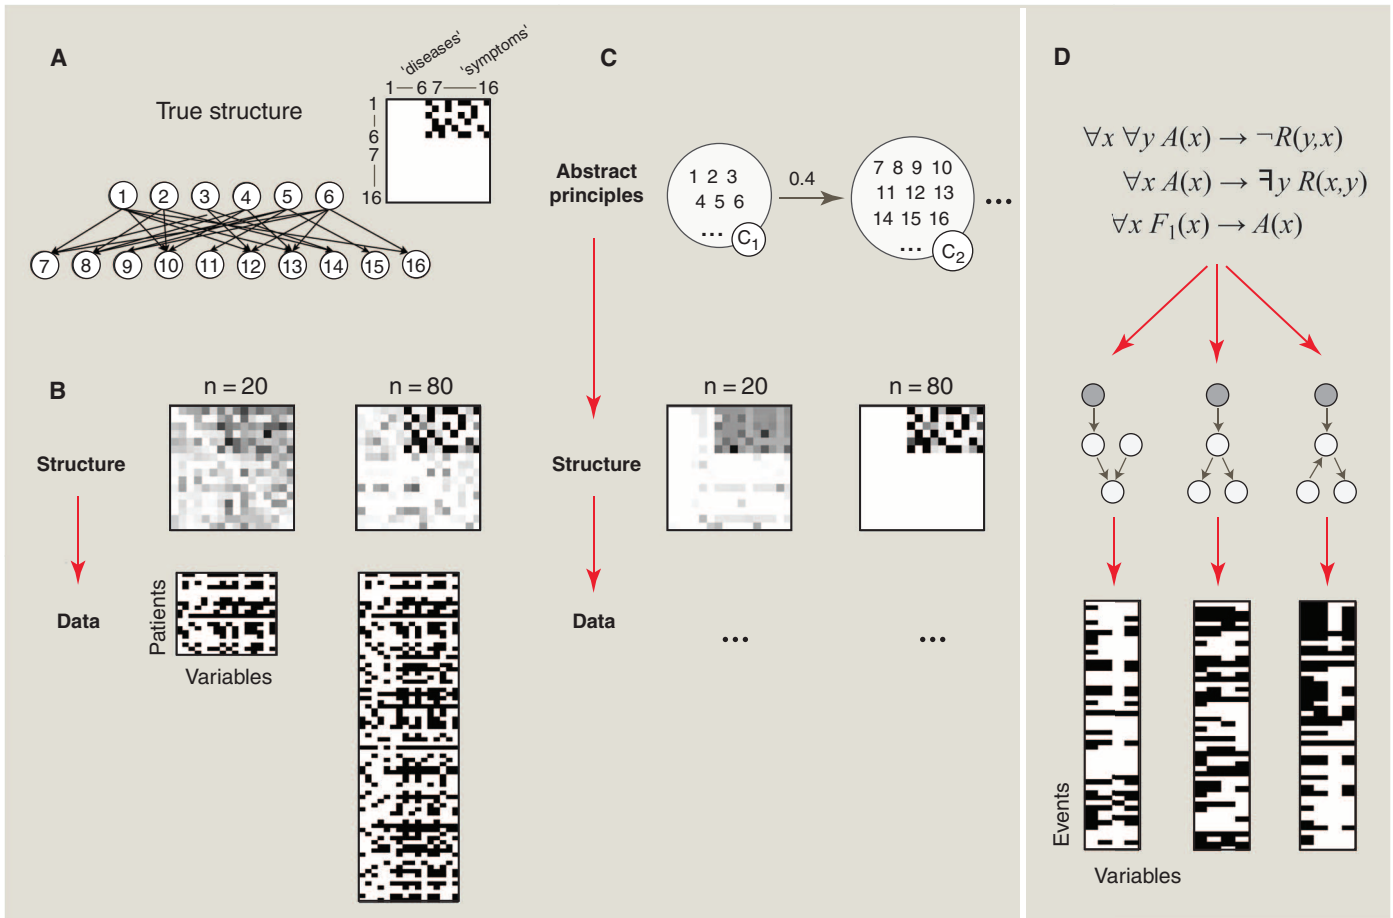 A
'diseases'
'symptoms'
1—6 7——16
True structure
1
6
7
16
1 2 3 4 5 6
7 8 9 10 11 12 13 14 15 16
B
n = 20
n = 80
Structure
Data
Patients
Variables
C
Abstract
principles
1 2 3
4 5 6
...
C1
0.4
7 8 9 10
11 12 13
14 15 16
...
C2
...
n = 20
n = 80
Structure
Data
...
...
D
∀x ∀y A(x) → ¬R(y,x)
∀x A(x) → ∃y R(x,y)
∀x F1(x) → A(x)
Events
Variables